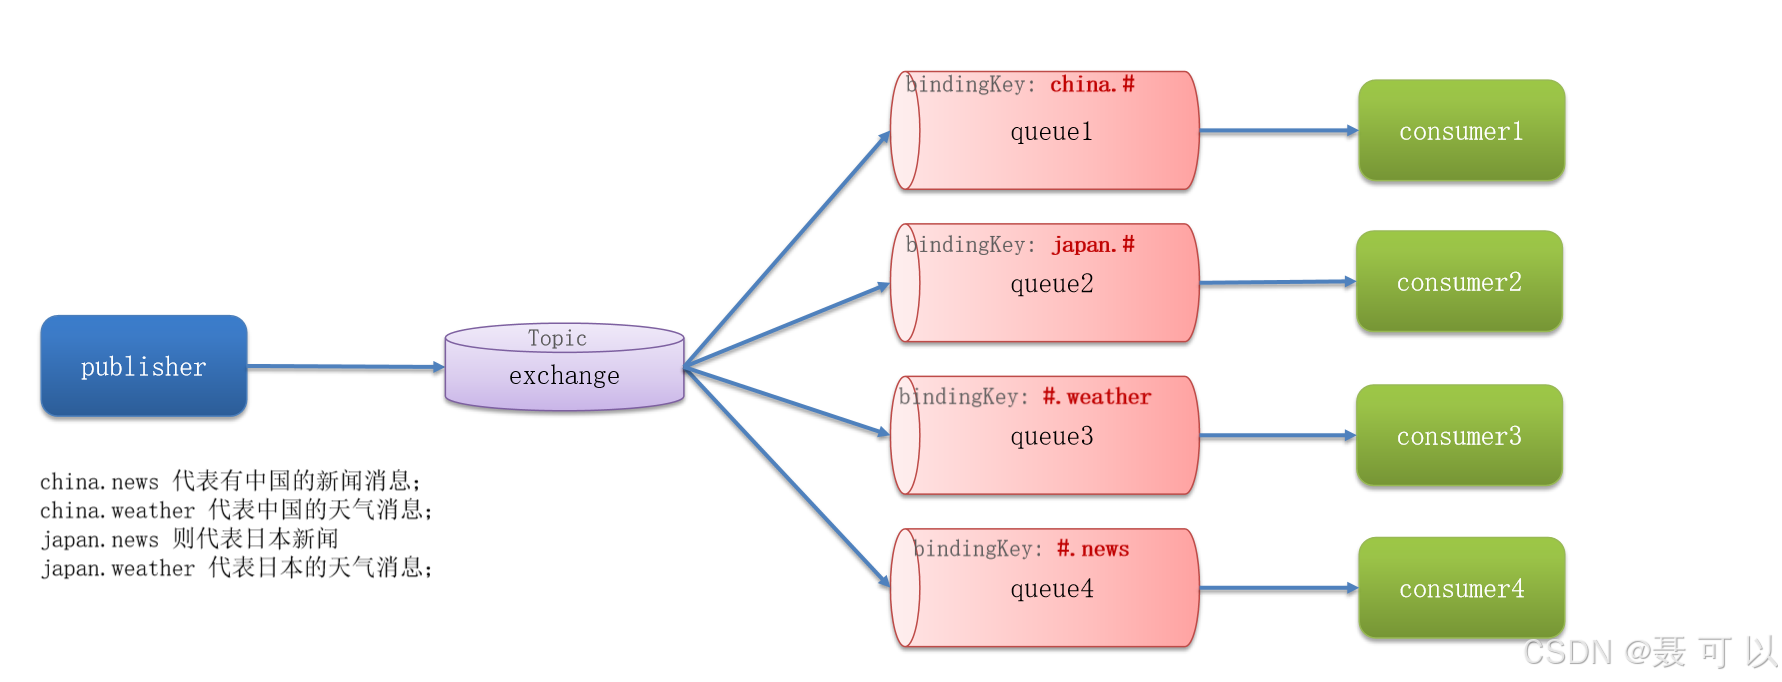 bindingKey: china.#
queue1
consumer1
bindingKey: japan.#
queue2
consumer2
publisher
Topic
exchange
bindingKey: #.weather
queue3
consumer3
china.news 代表有中国的新闻消息;
china.weather 代表中国的天气消息;
japan.news 则代表日本新闻
japan.weather 代表日本的天气消息;
bindingKey: #.news
queue4
consumer4
CSDN @聂可以